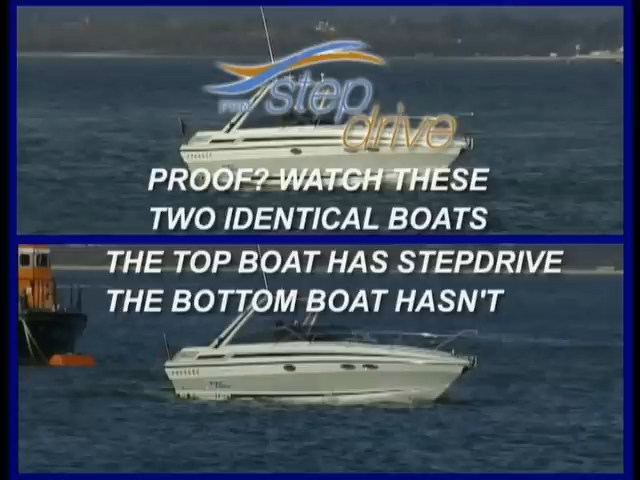 step
drive
PROOF? WATCH THESE
TWO IDENTICAL BOATS
THE TOP BOAT HAS STEPDRIVE
THE BOTTOM BOAT HASN'T